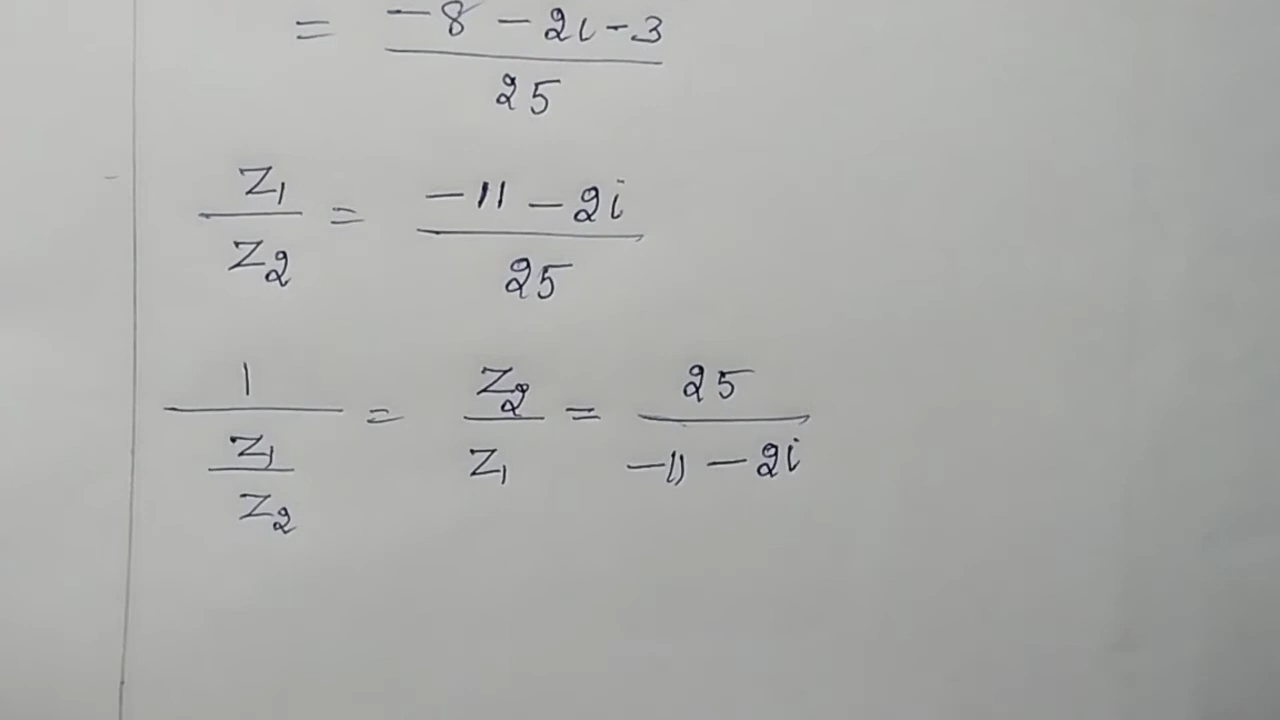 = (-8 - 2i - 3) / 25
z₁ / z₂ = (-11 - 2i) / 25
1 / (z₁ / z₂) = z₂ / z₁ = 25 / (-11 - 2i)